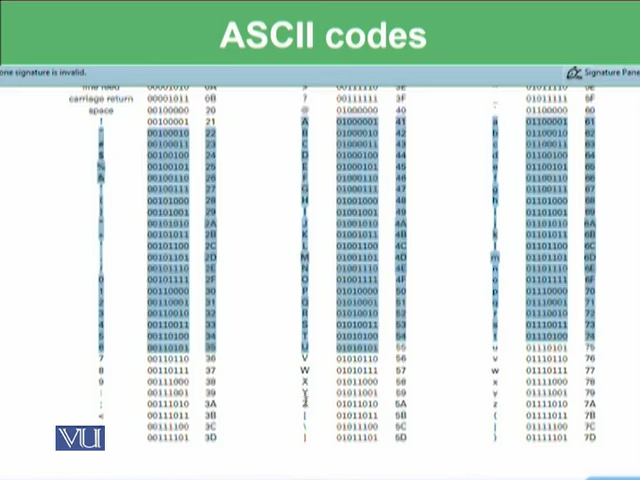 ASCII codes
one signature is invalid.
Signature Pane
carriage return 00001011 0B ? 00111111 3F 01011111 5F
space 00100000 20 @ 01000000 40 01100000 60
! 00100001 21 A 01000001 41 a 01100001 61
00100010 22 B 01000010 42 b 01100010 62
00100011 23 C 01000011 43 01100011 63
00100100 24 D 01000100 44 01100100 64
00100101 25 E 01000101 45 01100101 65
00100110 26 F 01000110 46 01100110 66
00100111 27 G 01000111 47 01100111 67
00101000 28 H 01001000 48 h 01101000 68
00101001 29 I 01001001 49 01101001 69
00101010 2A J 01001010 4A 01101010 6A
00101011 2B K 01001011 4B k 01101011 6B
00101100 2C L 01001100 4C 01101100 6C
00101101 2D M 01001101 4D m 01101101 6D
00101110 2E N 01001110 4E n 01101110 6E
0 00101111 2F O 01001111 4F o 01101111 6F
1 00110000 30 P 01010000 50 p 01110000 70
2 00110001 31 Q 01010001 51 q 01110001 71
3 00110010 32 R 01010010 52 01110010 72
4 00110011 33 S 01010011 53 01110011 73
5 00110100 34 T 01010100 54 01110100 74
6 00110101 35 U 01010101 55 u 01110101 75
7 00110110 36 V 01010110 56 v 01110110 76
8 00110111 37 W 01010111 57 w 01110111 77
9 00111000 38 X 01011000 58 x 01111000 78
: 00111001 39 Y 01011001 59 y 01111001 79
; 00111010 3A Z 01011010 5A z 01111010 7A
< 00111011 3B [ 01011011 5B { 01111011 7B
00111100 3C \ 01011100 5C | 01111100 7C
00111101 3D ] 01011101 5D } 01111101 7D
VU